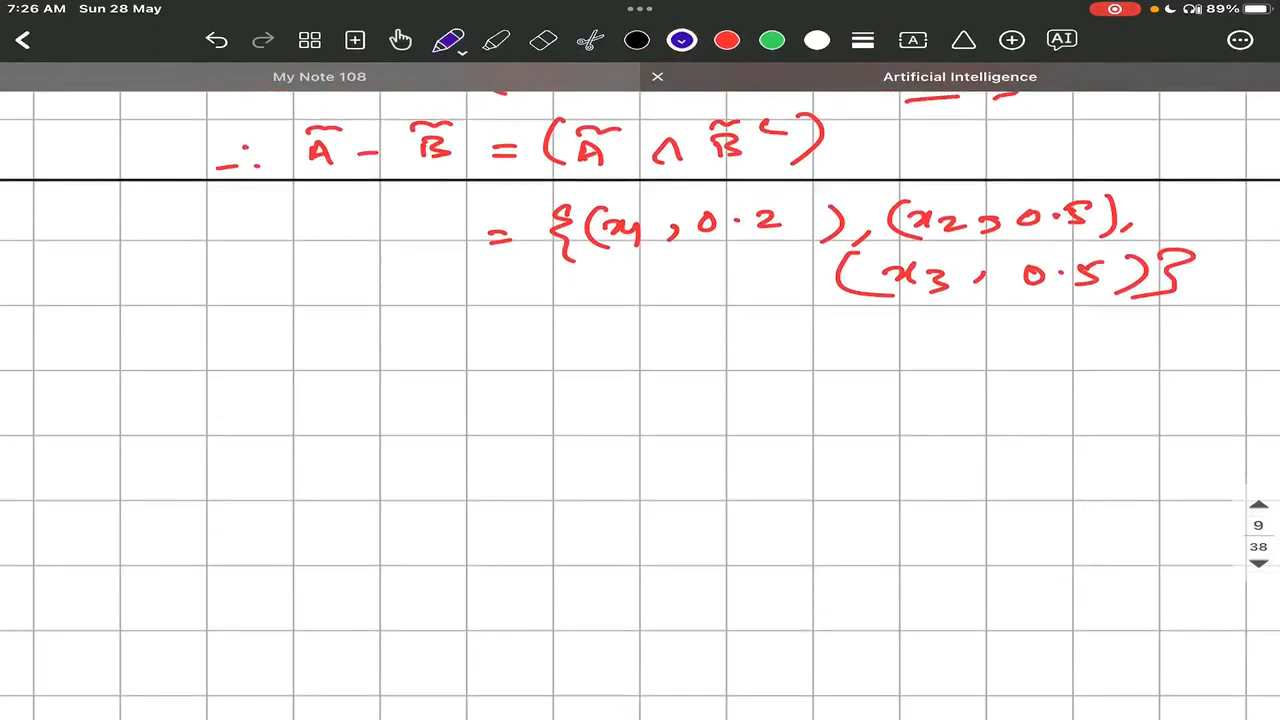 7:26 AM Sun 28 May 89%
A A AI
My Note 108 Artificial Intelligence
∴ Ã - B̃ = (Ã ∩ B̃ᶜ)
= {(x1, 0.2), (x2, 0.5),
(x3, 0.5)}
9
38